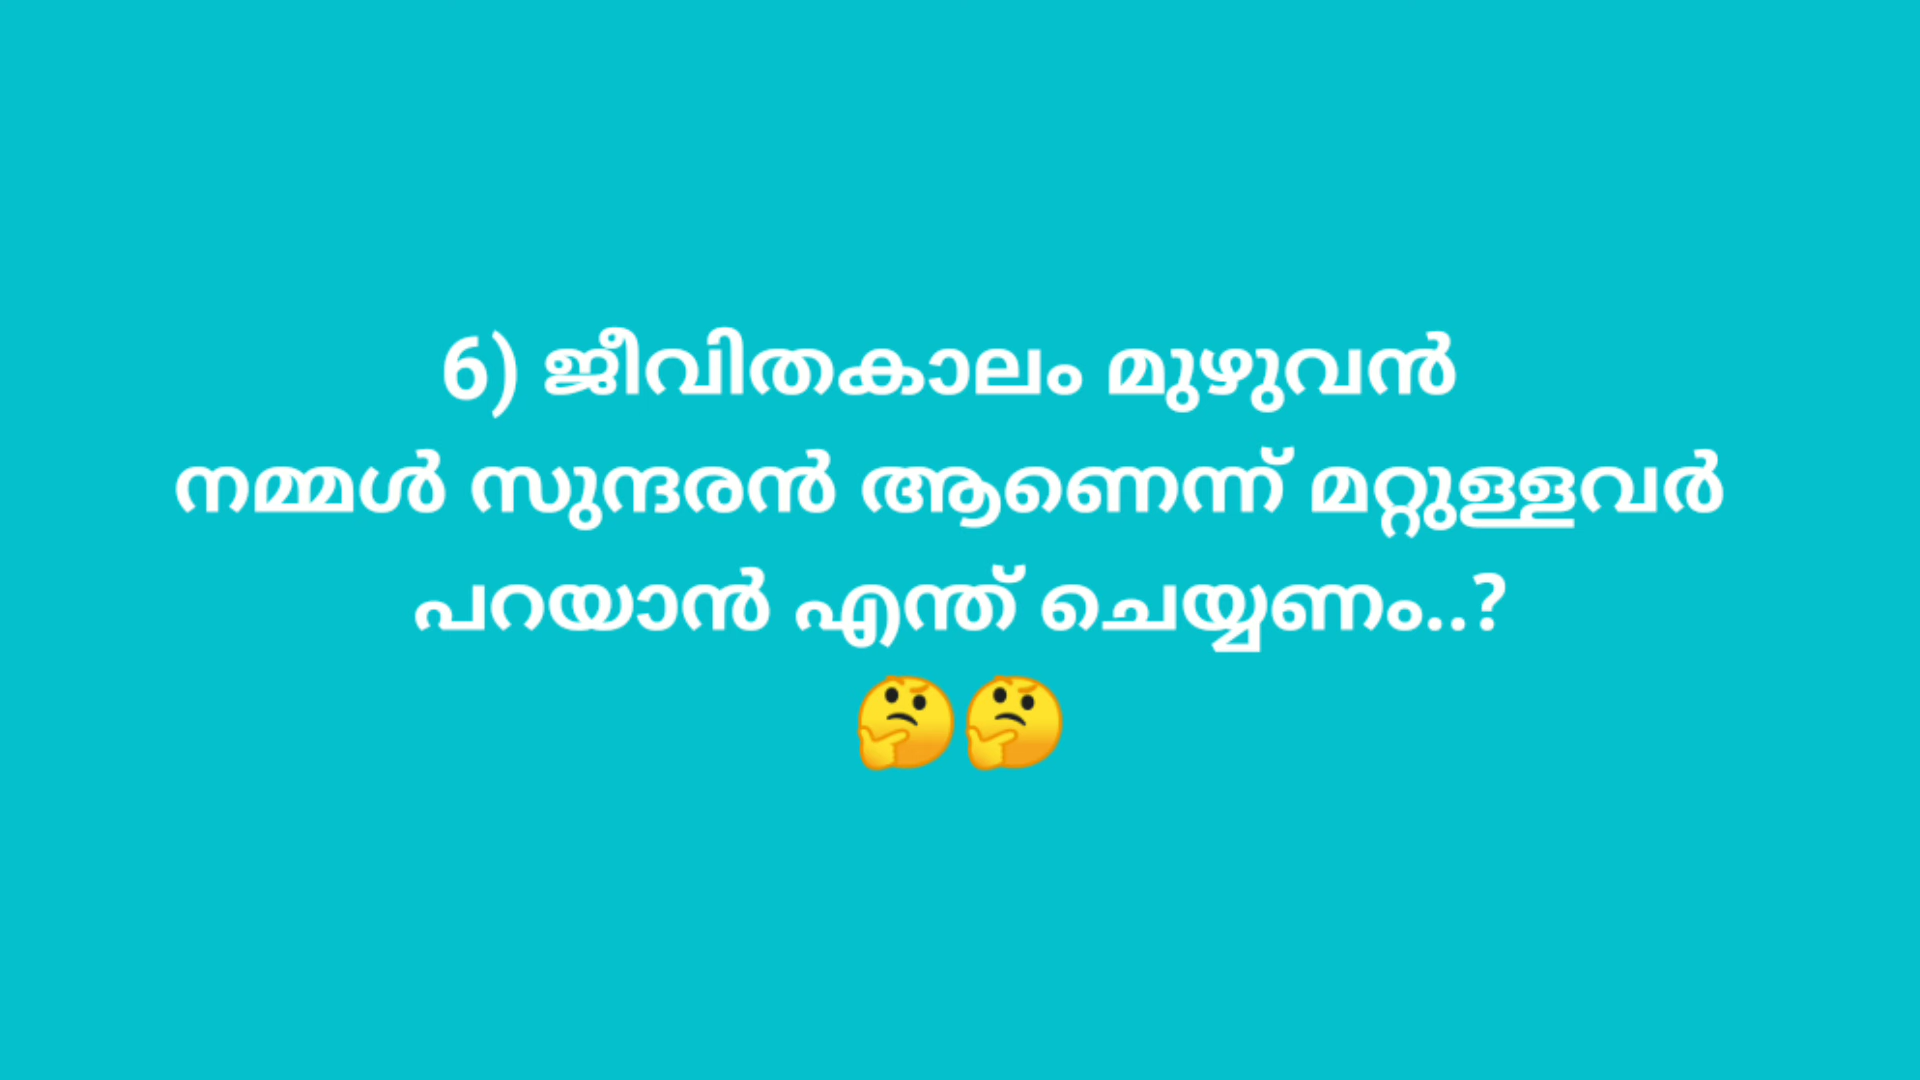 6) ജീവിതകാലം മുഴുവൻ
നമ്മൾ സുന്ദരൻ ആണെന്ന് മറ്റുള്ളവർ
പറയാൻ എന്ത് ചെയ്യണം..?
🤔🤔